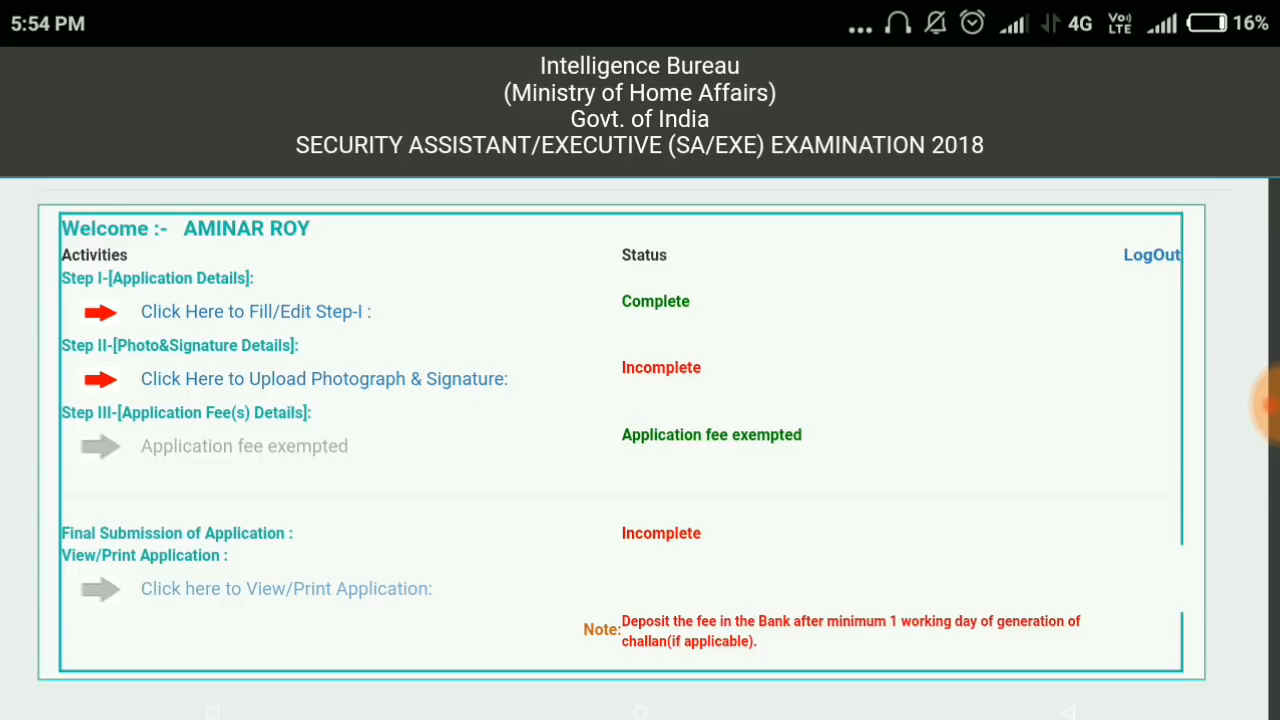 5:54 PM
... 4G Vo) LTE 16%
Intelligence Bureau
(Ministry of Home Affairs)
Govt. of India
SECURITY ASSISTANT/EXECUTIVE (SA/EXE) EXAMINATION 2018
Welcome :- AMINAR ROY
Activities Status LogOut
Step I-[Application Details]:
Click Here to Fill/Edit Step-I : Complete
Step II-[Photo&Signature Details]:
Click Here to Upload Photograph & Signature: Incomplete
Step III-[Application Fee(s) Details]:
Application fee exempted Application fee exempted
Final Submission of Application : Incomplete
View/Print Application :
Click here to View/Print Application:
Note: Deposit the fee in the Bank after minimum 1 working day of generation of
challan(if applicable).